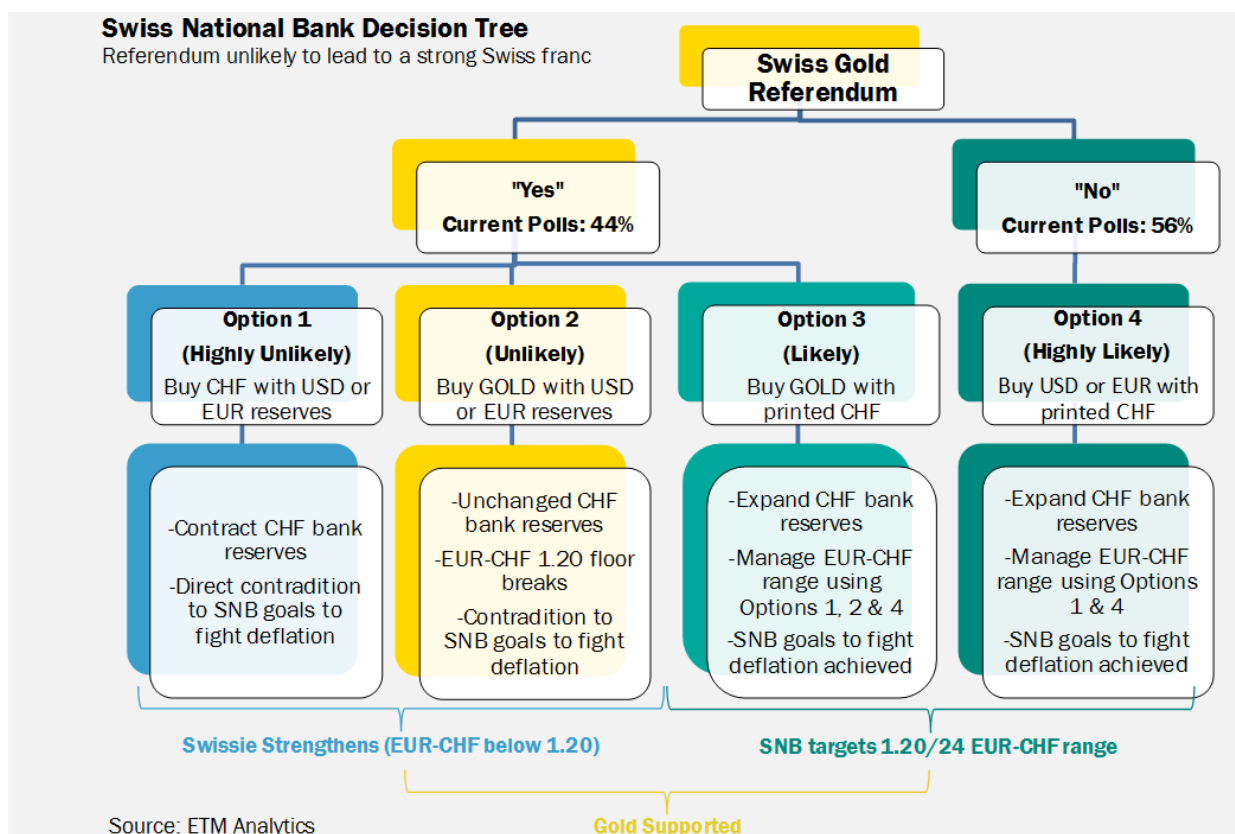 Swiss National Bank Decision Tree
Referendum unlikely to lead to a strong Swiss franc
Swiss Gold
Referendum
"Yes"
Current Polls: 44%
"No"
Current Polls: 56%
Option 1
(Highly Unlikely)
Buy CHF with USD or
EUR reserves
Option 2
(Unlikely)
Buy GOLD with USD
or EUR reserves
Option 3
(Likely)
Buy GOLD with
printed CHF
Option 4
(Highly Likely)
Buy USD or EUR with
printed CHF
-Contract CHF bank
reserves
-Direct contradition
to SNB goals to
fight deflation
-Unchanged CHF
bank reserves
-EUR-CHF 1.20 floor
breaks
-Contradition to
SNB goals to fight
deflation
-Expand CHF bank
reserves
-Manage EUR-CHF
range using
Options 1, 2 & 4
-SNB goals to fight
deflation achieved
-Expand CHF bank
reserves
-Manage EUR-CHF
range using Options
1 & 4
-SNB goals to fight
deflation achieved
Swissie Strengthens (EUR-CHF below 1.20)
SNB targets 1.20/24 EUR-CHF range
Gold Supported
Source: ETM Analytics